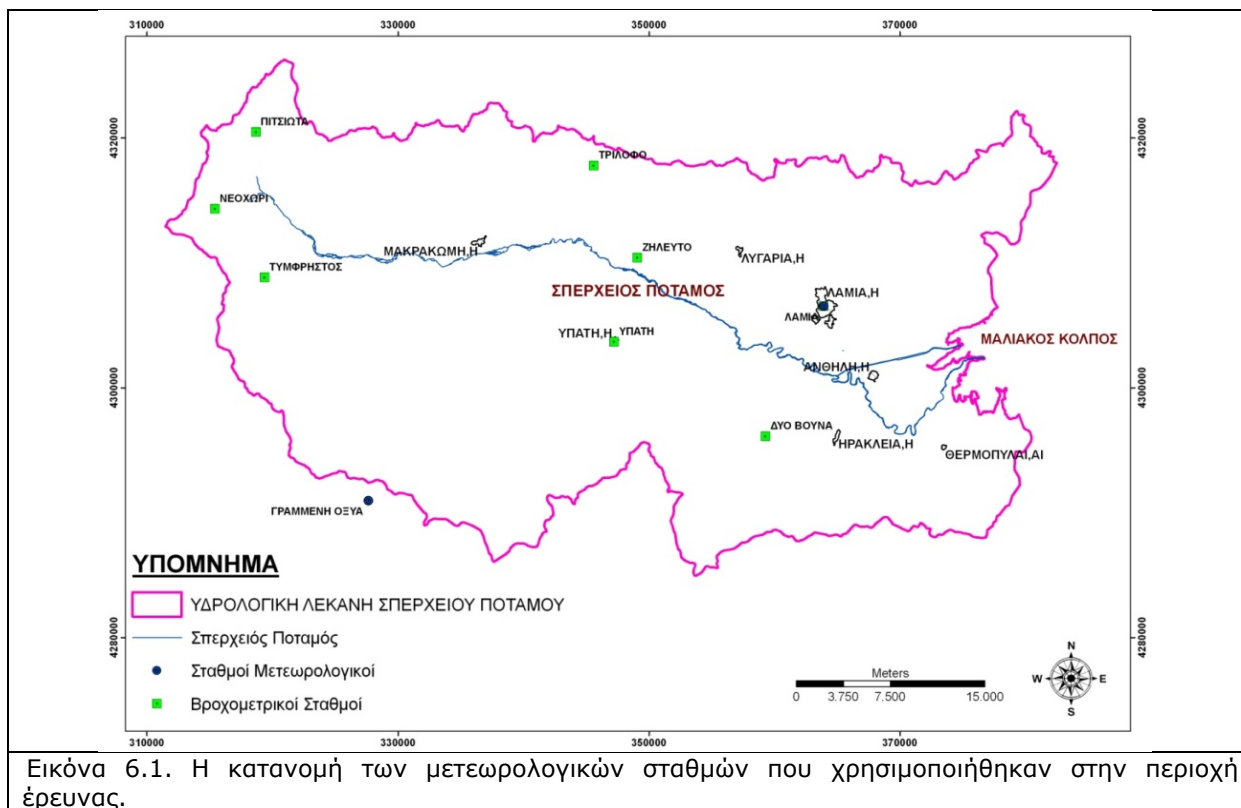 310000 330000 350000 370000
4320000 4320000
ΠΙΤΣΙΩΤΑ
ΤΡΙΛΟΦΟ
ΝΕΟΧΩΡΙ
ΜΑΚΡΑΚΩΜΗ,Η
ΖΗΛΕΥΤΟ
ΛΥΓΑΡΙΑ,Η
ΤΥΜΦΡΗΣΤΟΣ
ΣΠΕΡΧΕΙΟΣ ΠΟΤΑΜΟΣ
ΛΑΜΙΑ,Η
ΛΑΜΙΑ
ΥΠΑΤΗ,Η ΥΠΑΤΗ
ΜΑΛΙΑΚΟΣ ΚΟΛΠΟΣ
ΑΝΘΗΛΗ,Η
4300000 4300000
ΔΥΟ ΒΟΥΝΑ
ΗΡΑΚΛΕΙΑ,Η
ΘΕΡΜΟΠΥΛΑΙ,ΑΙ
ΓΡΑΜΜΕΝΗ ΟΞΥΑ
ΥΠΟΜΝΗΜΑ
ΥΔΡΟΛΟΓΙΚΗ ΛΕΚΑΝΗ ΣΠΕΡΧΕΙΟΥ ΠΟΤΑΜΟΥ
Σπερχειός Ποταμός
Σταθμοί Μετεωρολογικοί
Βροχομετρικοί Σταθμοί
4280000 4280000
Meters
0 3.750 7.500 15.000
N
W E
S
310000 330000 350000 370000
Εικόνα 6.1. Η κατανομή των μετεωρολογικών σταθμών που χρησιμοποιήθηκαν στην περιοχή
έρευνας.